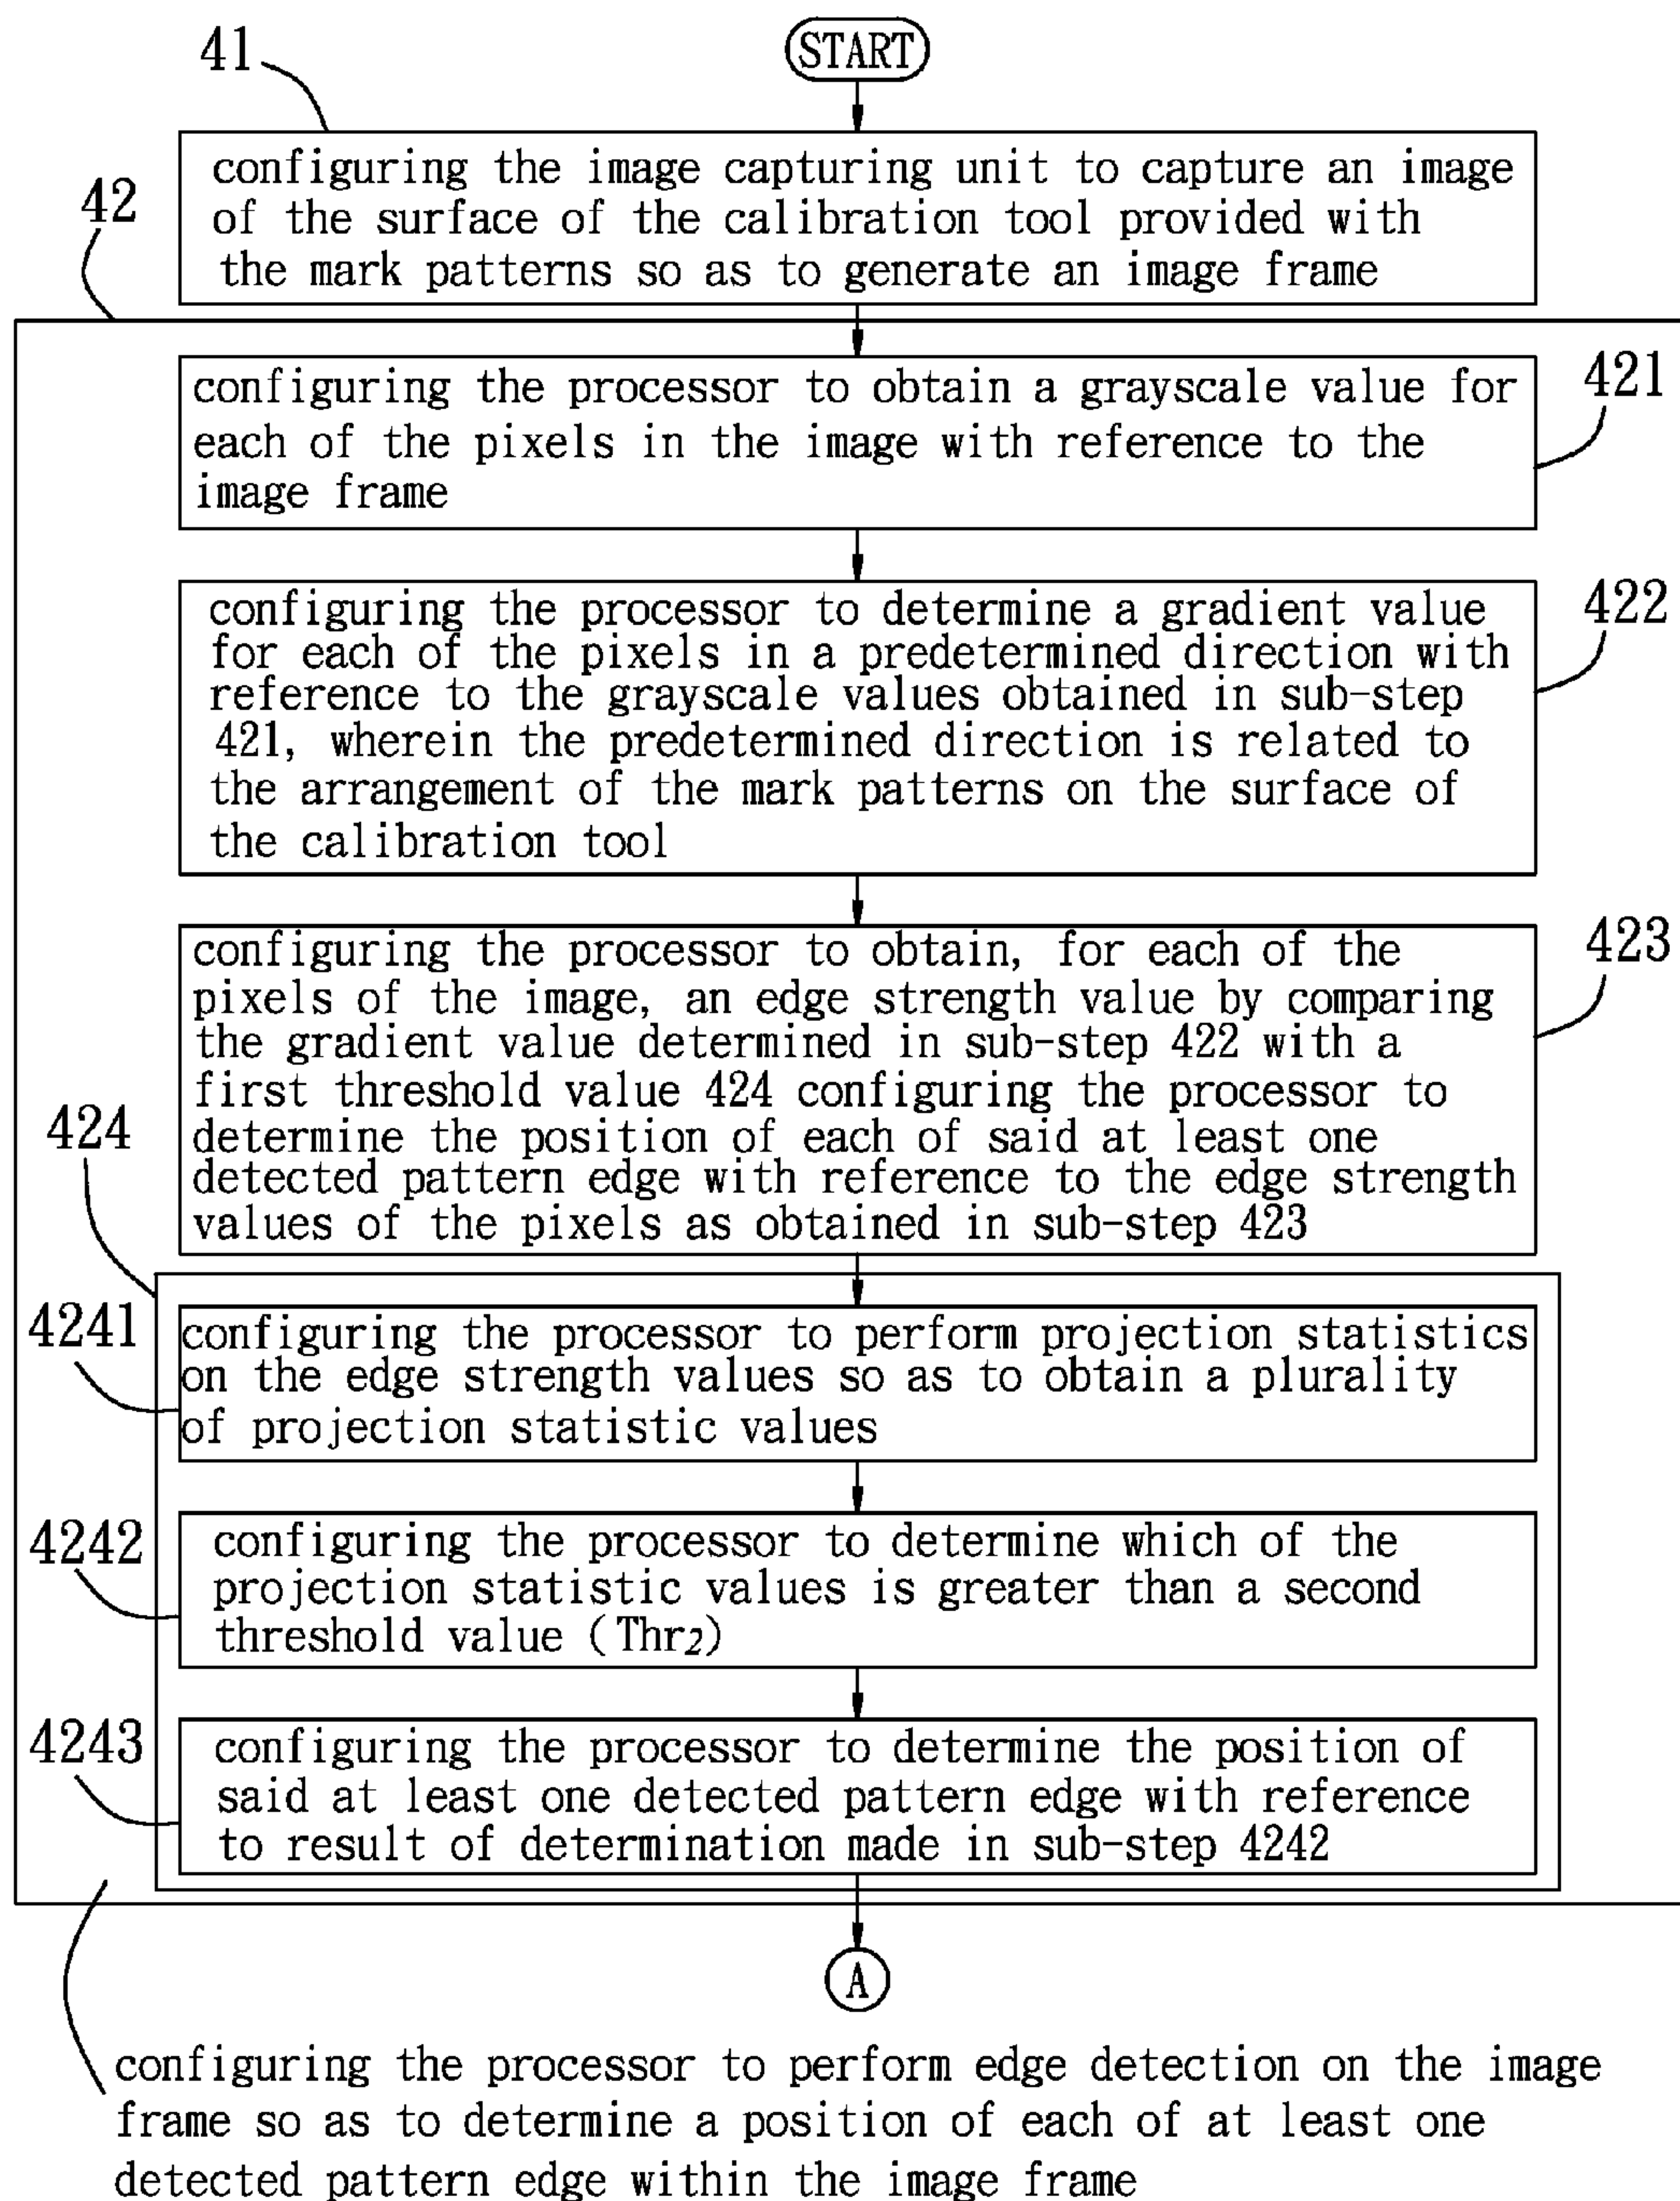 START
41
configuring the image capturing unit to capture an image
of the surface of the calibration tool provided with
the mark patterns so as to generate an image frame
42
configuring the processor to obtain a grayscale value for
each of the pixels in the image with reference to the
image frame
421
configuring the processor to determine a gradient value
for each of the pixels in a predetermined direction with
reference to the grayscale values obtained in sub-step
421, wherein the predetermined direction is related to
the arrangement of the mark patterns on the surface of
the calibration tool
422
configuring the processor to obtain, for each of the
pixels of the image, an edge strength value by comparing
the gradient value determined in sub-step 422 with a
first threshold value 424 configuring the processor to
determine the position of each of said at least one
detected pattern edge with reference to the edge strength
values of the pixels as obtained in sub-step 423
423
424
4241
configuring the processor to perform projection statistics
on the edge strength values so as to obtain a plurality
of projection statistic values
4242
configuring the processor to determine which of the
projection statistic values is greater than a second
threshold value (Thr2)
4243
configuring the processor to determine the position of
said at least one detected pattern edge with reference
to result of determination made in sub-step 4242
A
configuring the processor to perform edge detection on the image
frame so as to determine a position of each of at least one
detected pattern edge within the image frame